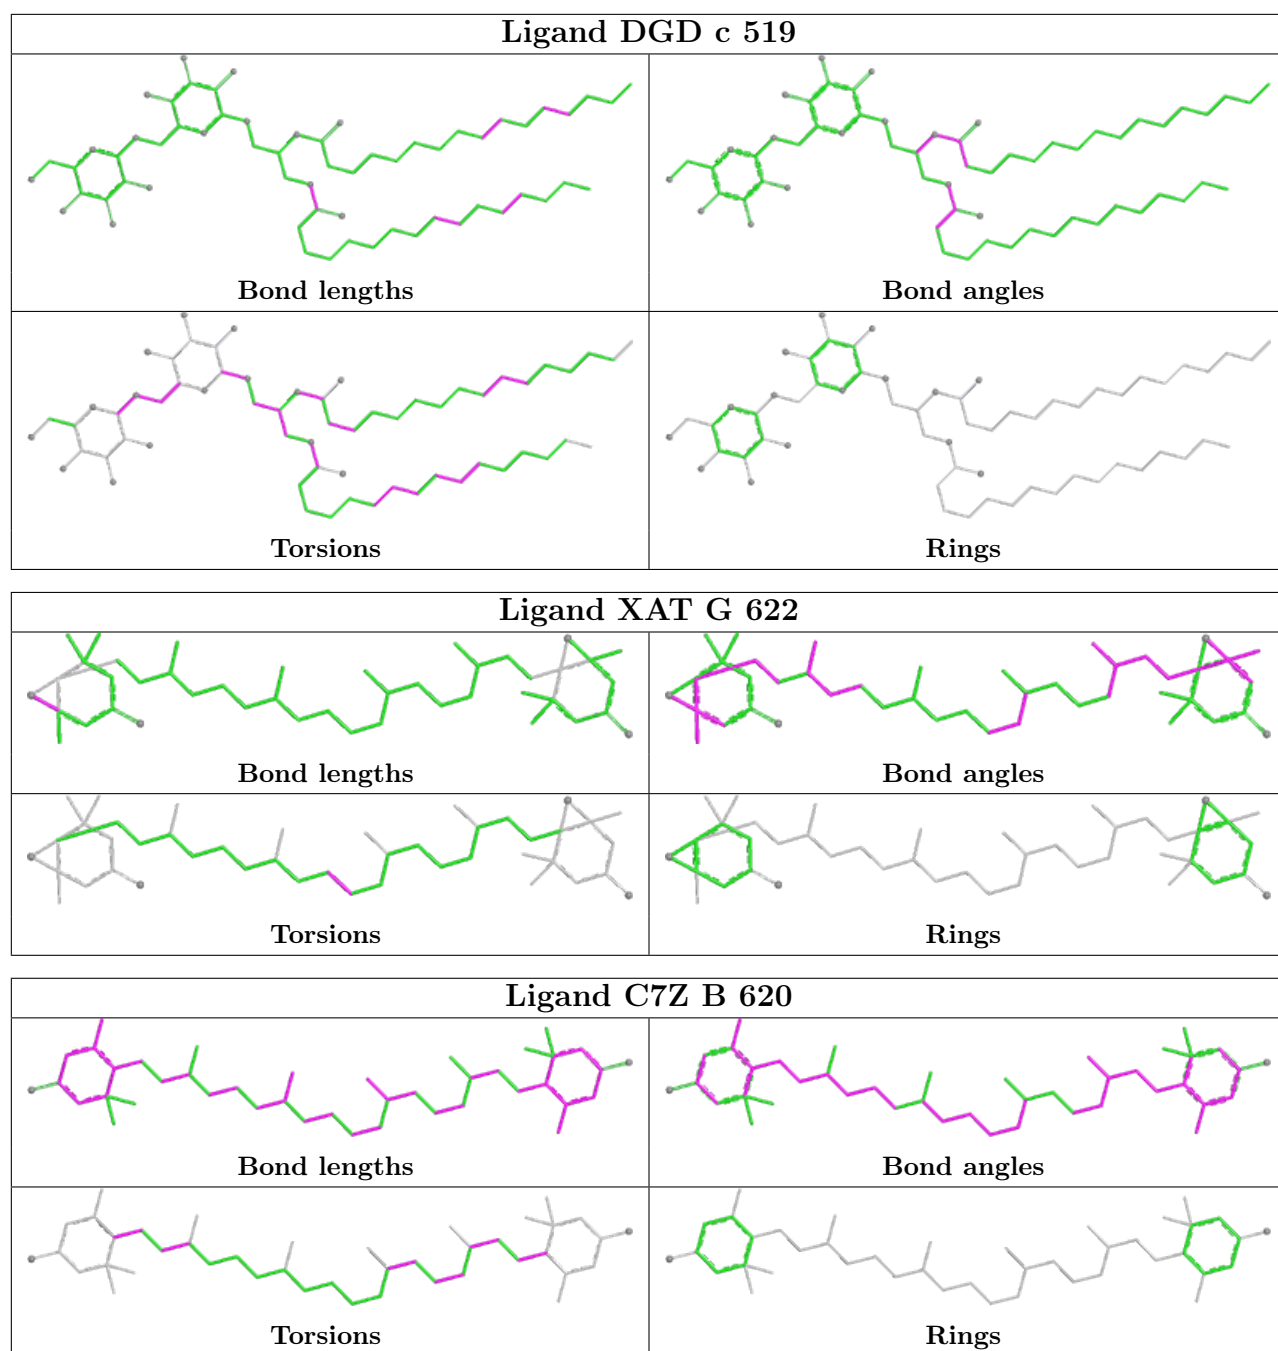 Ligand DGD c 519
Bond lengths
Bond angles
Torsions
Rings
Ligand XAT G 622
Bond lengths
Bond angles
Torsions
Rings
Ligand C7Z B 620
Bond lengths
Bond angles
Torsions
Rings